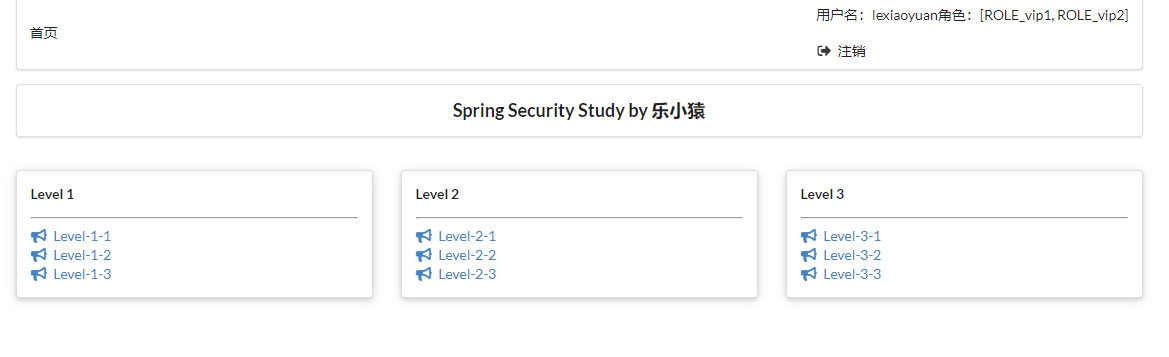 首页
用户名：lexiaoyuan角色：[ROLE_vip1, ROLE_vip2]
注销
Spring Security Study by 乐小猿
Level 1
Level-1-1
Level-1-2
Level-1-3
Level 2
Level-2-1
Level-2-2
Level-2-3
Level 3
Level-3-1
Level-3-2
Level-3-3